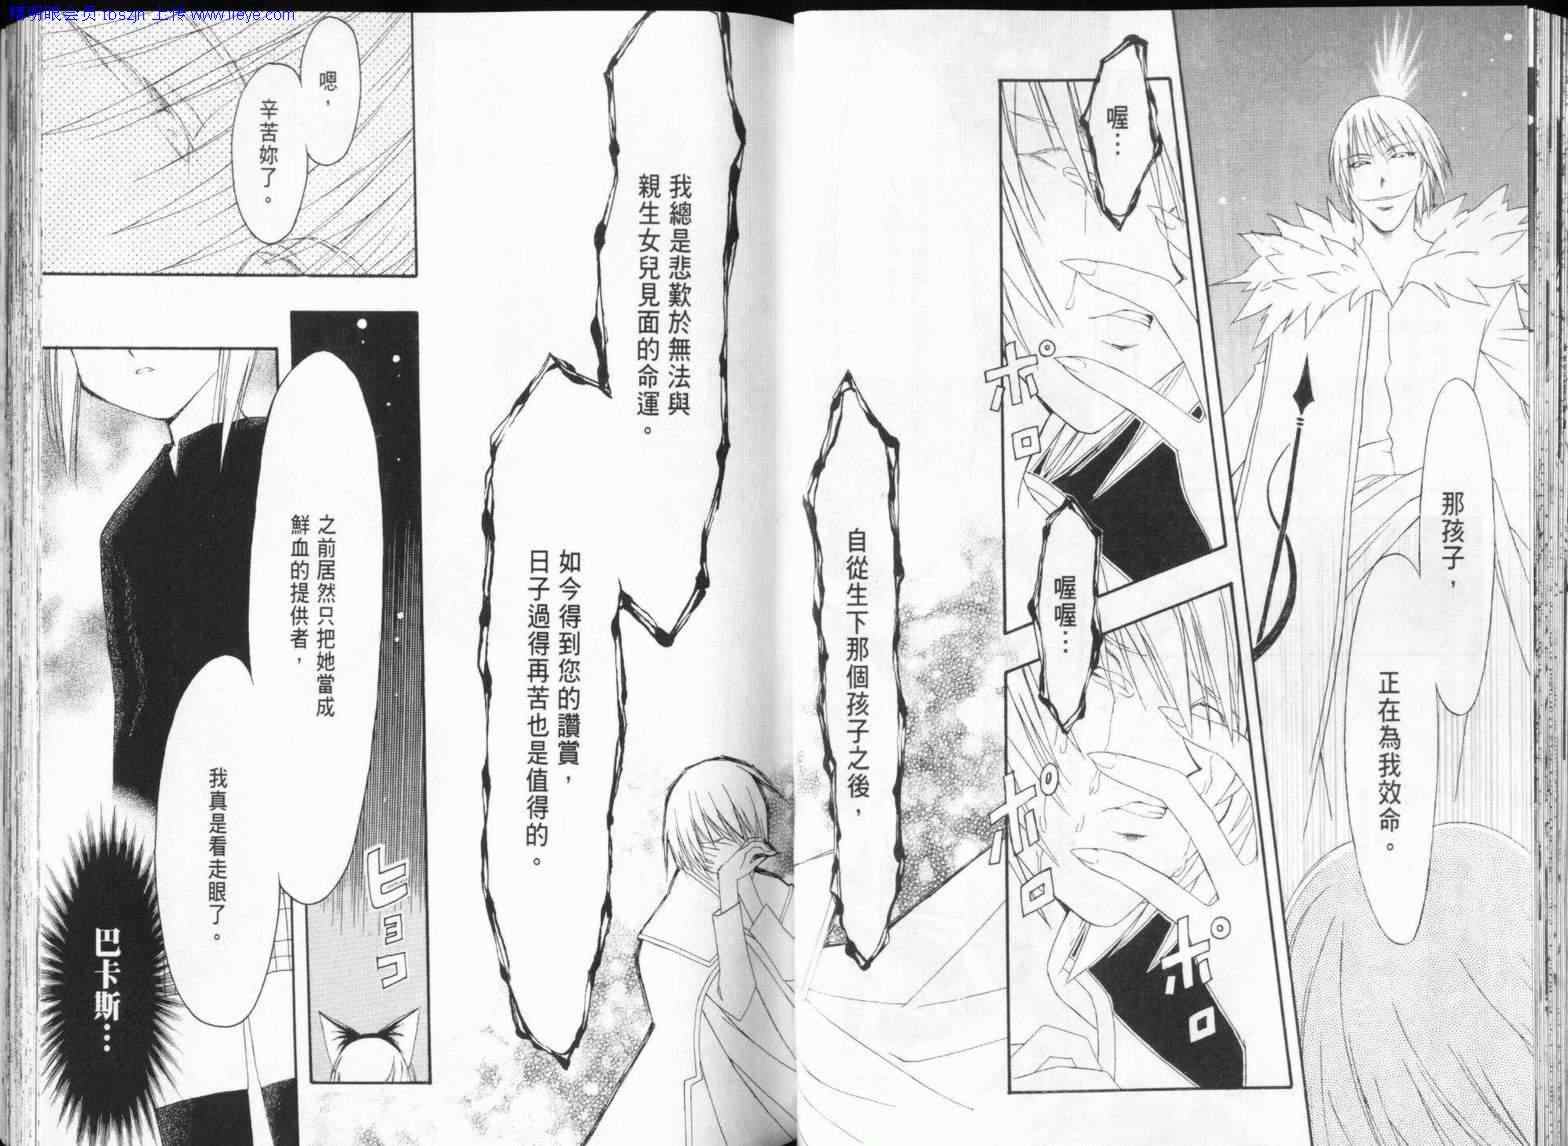 那孩子，
正在為我效命。
喔…
ポロ
喔喔…
ポロ
ポロ
自從生下那個孩子之後，
我總是悲歎於無法與
親生女兒見面的命運。
如今得到您的讚賞，
日子過得再苦也是值得的。
嗯，
辛苦妳了。
之前居然只把她當成
鮮血的提供者，
我真是看走眼了。
ヒョコ
巴卡斯…